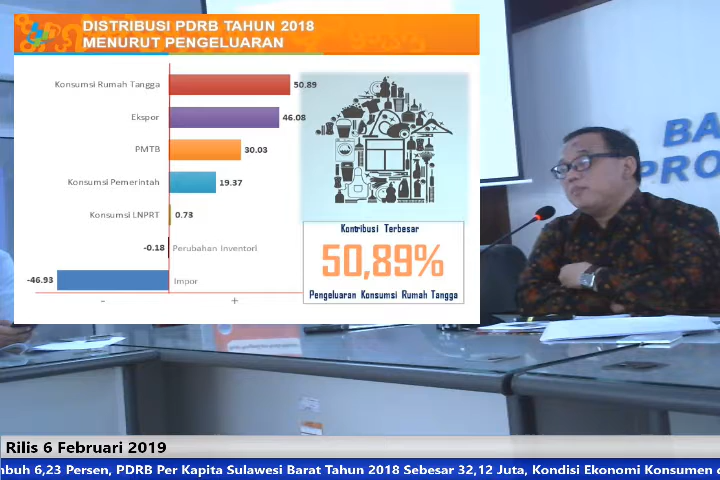 DISTRIBUSI PDRB TAHUN 2018
MENURUT PENGELUARAN
Konsumsi Rumah Tangga 50.89
Ekspor 46.08
PMTB 30.03
Konsumsi Pemerintah 19.37
Konsumsi LNPRT 0.73
-0.18 Perubahan Inventori
-46.93 Impor
- +
Kontribusi Terbesar
50,89%
Pengeluaran Konsumsi Rumah Tangga
BA
PRO
Rilis 6 Februari 2019
mbuh 6,23 Persen, PDRB Per Kapita Sulawesi Barat Tahun 2018 Sebesar 32,12 Juta, Kondisi Ekonomi Konsumen